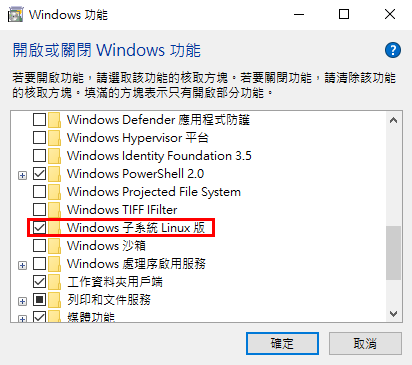 Windows 功能
開啟或關閉 Windows 功能
若要開啟功能，請選取該功能的核取方塊。若要關閉功能，請清除該功能
的核取方塊。填滿的方塊表示只有開啟部分功能。
Windows Defender 應用程式防護
Windows Hypervisor 平台
Windows Identity Foundation 3.5
Windows PowerShell 2.0
Windows Projected File System
Windows TIFF IFilter
Windows 子系統 Linux 版
Windows 沙箱
Windows 處理序啟用服務
工作資料夾用戶端
列印和文件服務
媒體功能
確定
取消